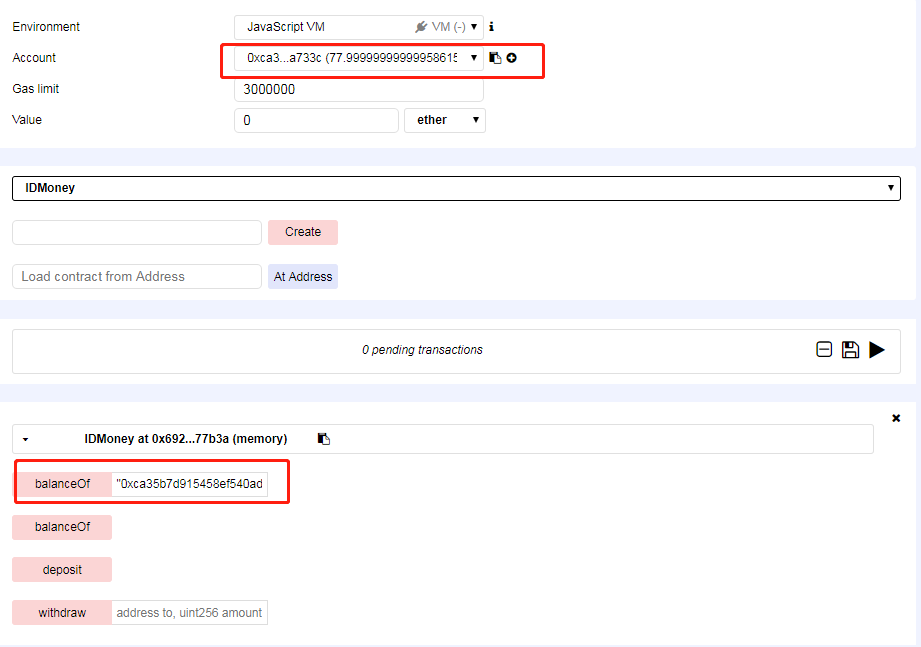 Environment JavaScript VM VM (-)
Account 0xca3...a733c (77.99999999999958615
Gas limit 3000000
Value 0 ether
IDMoney
Create
Load contract from Address At Address
0 pending transactions
IDMoney at 0x692...77b3a (memory)
balanceOf "0xca35b7d915458ef540ad
balanceOf
deposit
withdraw address to, uint256 amount